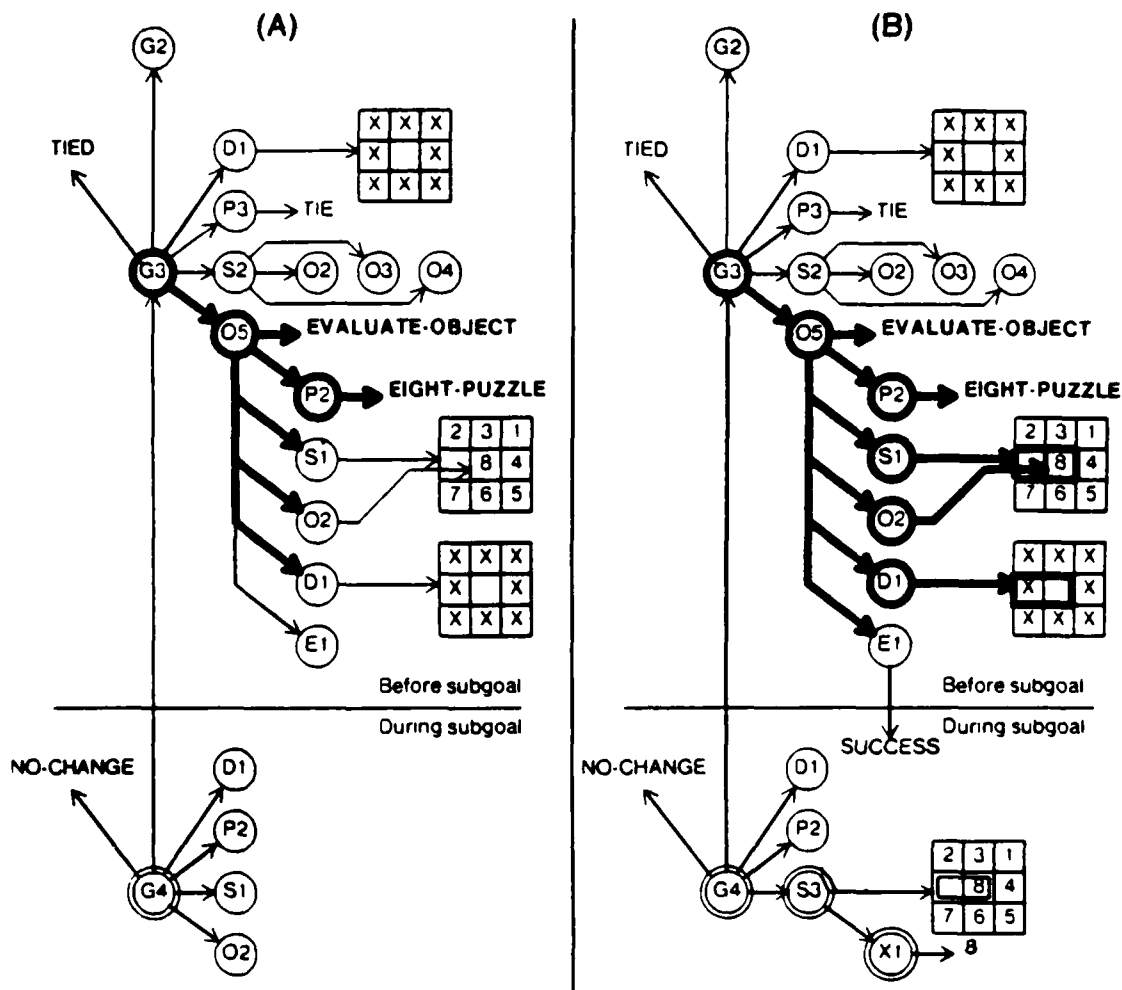 (A)
G2
X X X
TIED
D1
X X
X X X
P3
TIE
G3
S2
O2
O3
O4
O5
EVALUATE-OBJECT
P2
EIGHT-PUZZLE
2 3 1
S1
8 4
7 6 5
O2
X X X
D1
X X
X X X
E1
Before subgoal
During subgoal
D1
NO-CHANGE
P2
G4
S1
O2
(B)
G2
X X X
TIED
D1
X X
X X X
P3
TIE
G3
S2
O2
O3
O4
O5
EVALUATE-OBJECT
P2
EIGHT-PUZZLE
2 3 1
S1
8 4
7 6 5
O2
X X X
D1
X X
X X X
E1
Before subgoal
During subgoal
SUCCESS
D1
NO-CHANGE
P2
2 3 1
G4
S3
8 4
7 6 5
X1
8